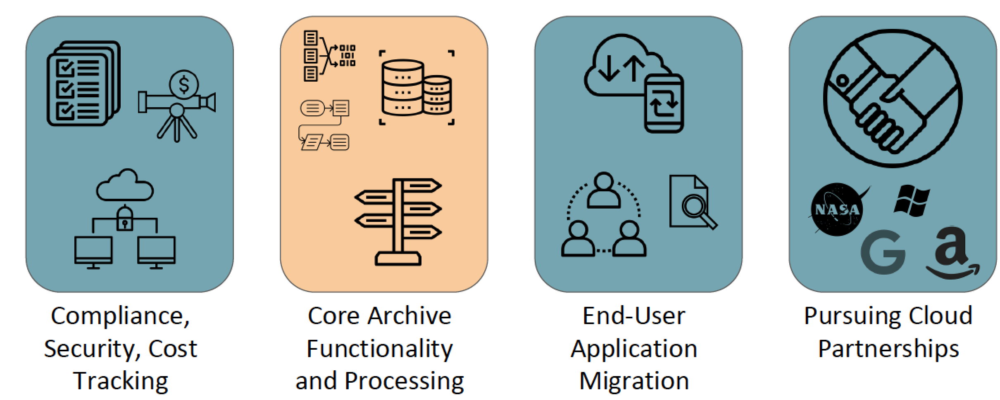 $
010
101
010
NASA
G
a
Compliance,
Security, Cost
Tracking
Core Archive
Functionality
and Processing
End-User
Application
Migration
Pursuing Cloud
Partnerships